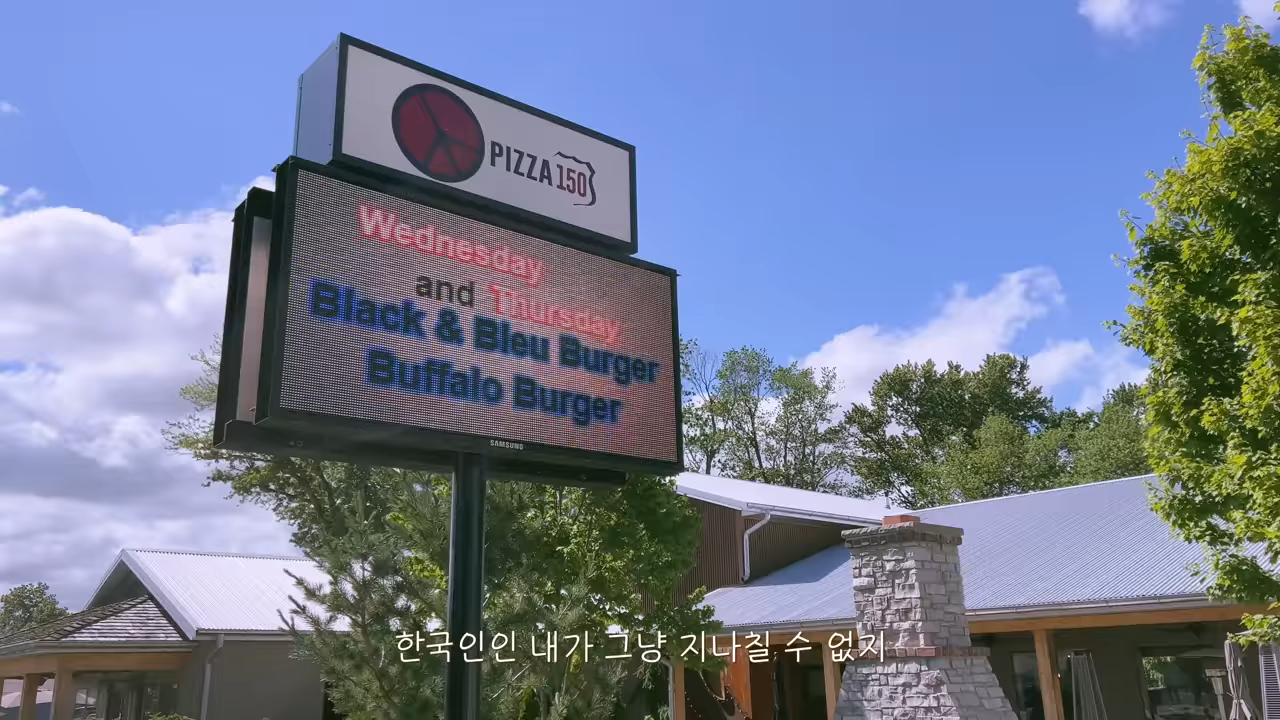 PIZZA 150
Wednesday
and Thursday
Black & Bleu Burger
Buffalo Burger
SAMSUNG
한국인인 내가 그냥 지나칠 수 없지